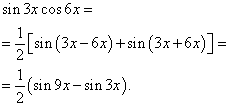 sin 3x cos 6x =
= 1/2 [sin (3x − 6x) + sin (3x + 6x)] =
= 1/2 (sin 9x − sin 3x).